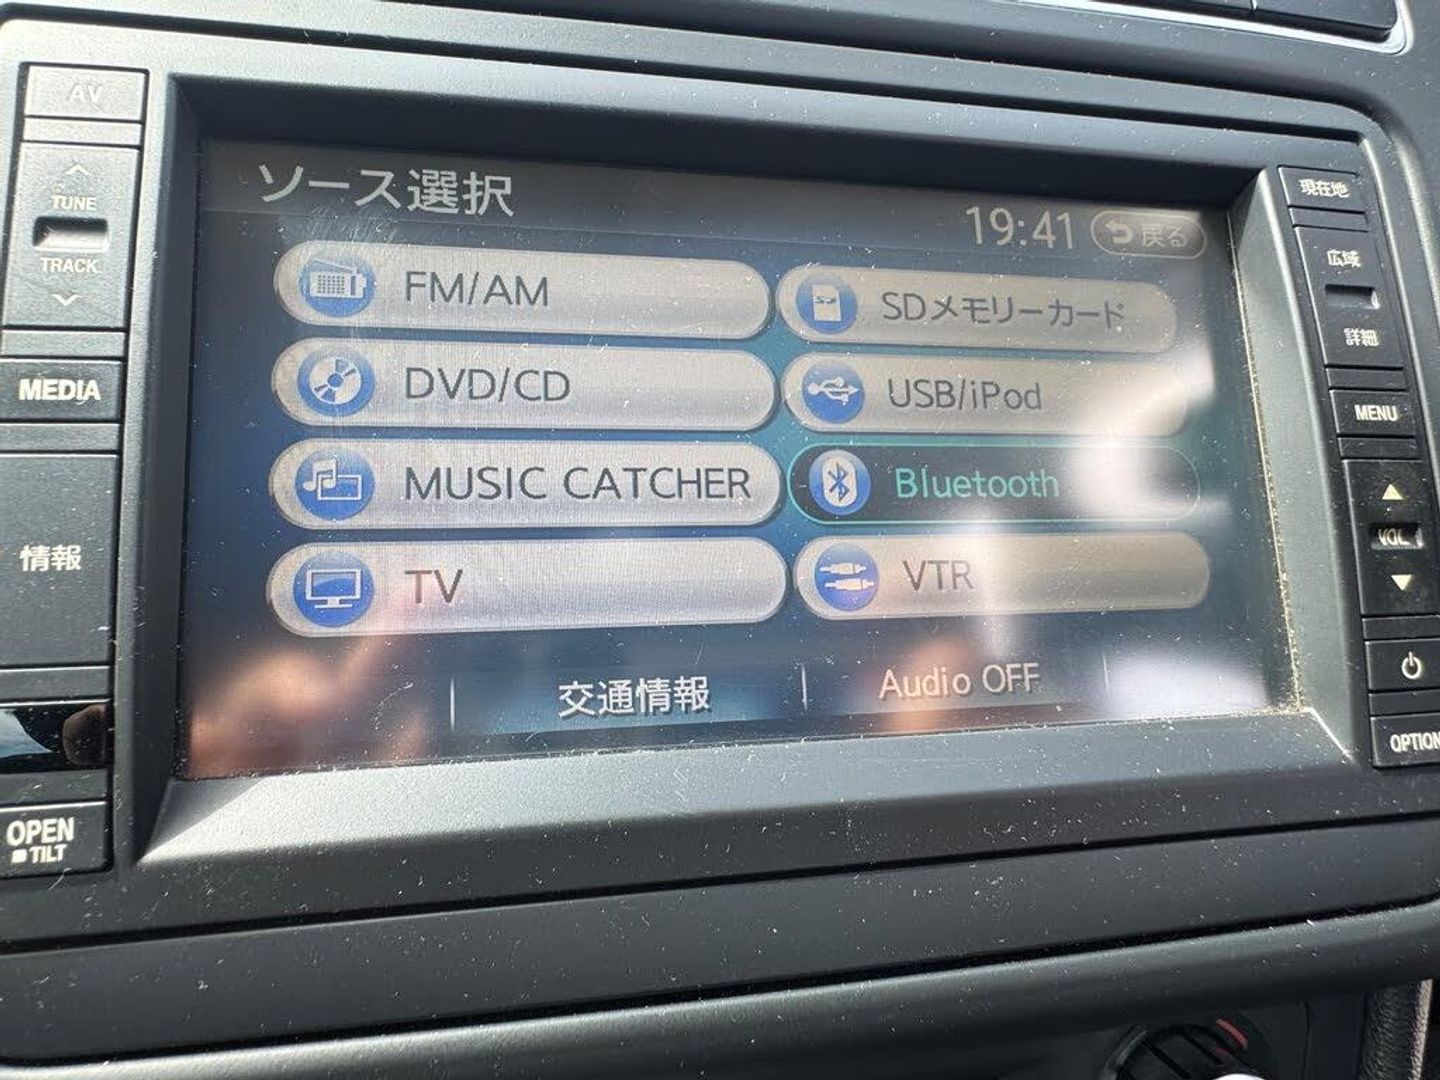 AV
TUNE
TRACK
MEDIA
情報
OPEN
TILT
ソース選択
19:41
戻る
FM/AM
SDメモリーカード
DVD/CD
USB/iPod
MUSIC CATCHER
Bluetooth
TV
VTR
交通情報
Audio OFF
現在地
広域
詳細
MENU
VOL
OPTION